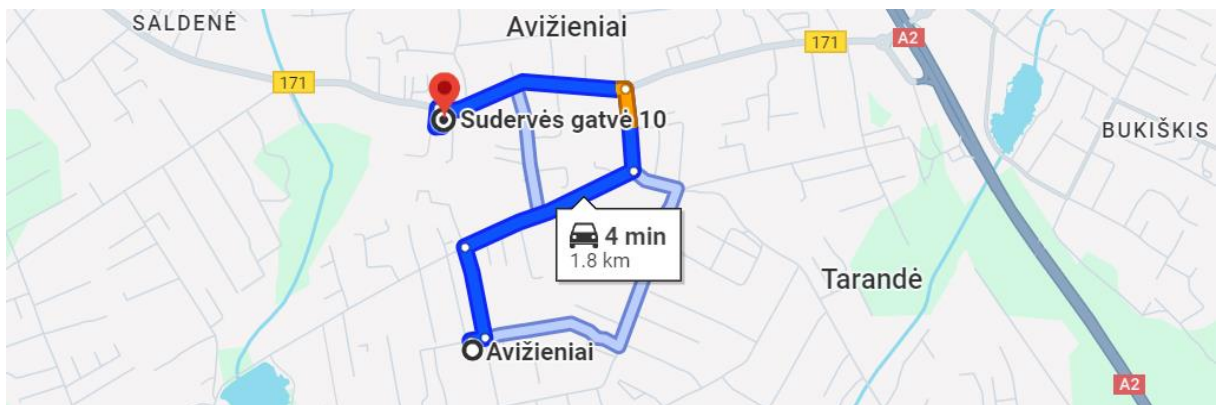 SALDENĖ
Avižieniai
171
A2
171
Sudervės gatvė 10
BUKIŠKIS
4 min
1.8 km
Tarandė
Avižieniai
A2